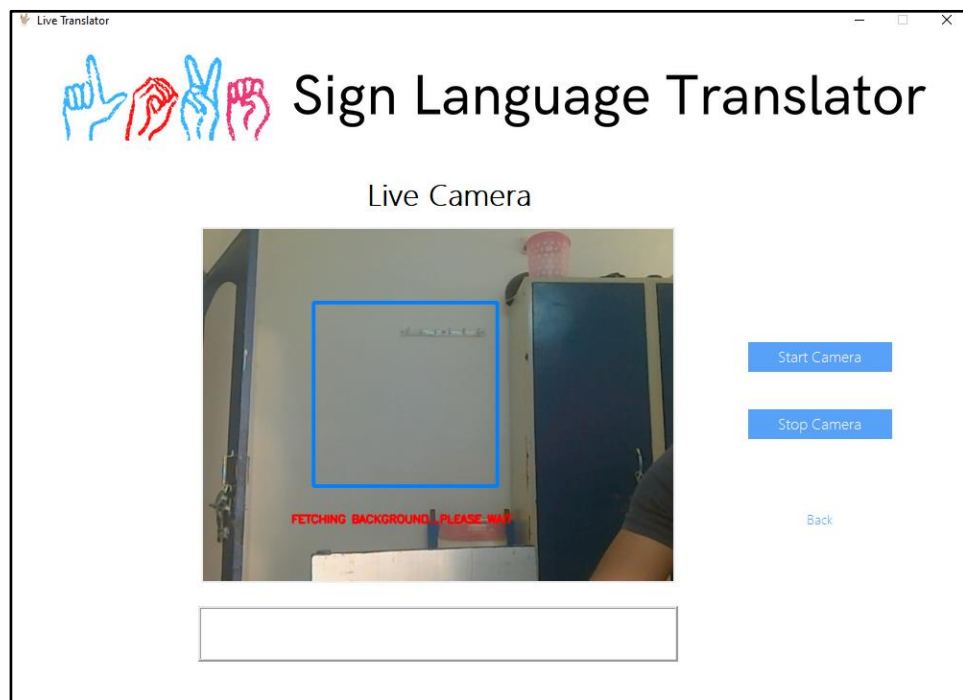 Live Translator
Sign Language Translator
Live Camera
Start Camera
Stop Camera
FETCHING BACKGROUND...PLEASE WAIT
Back